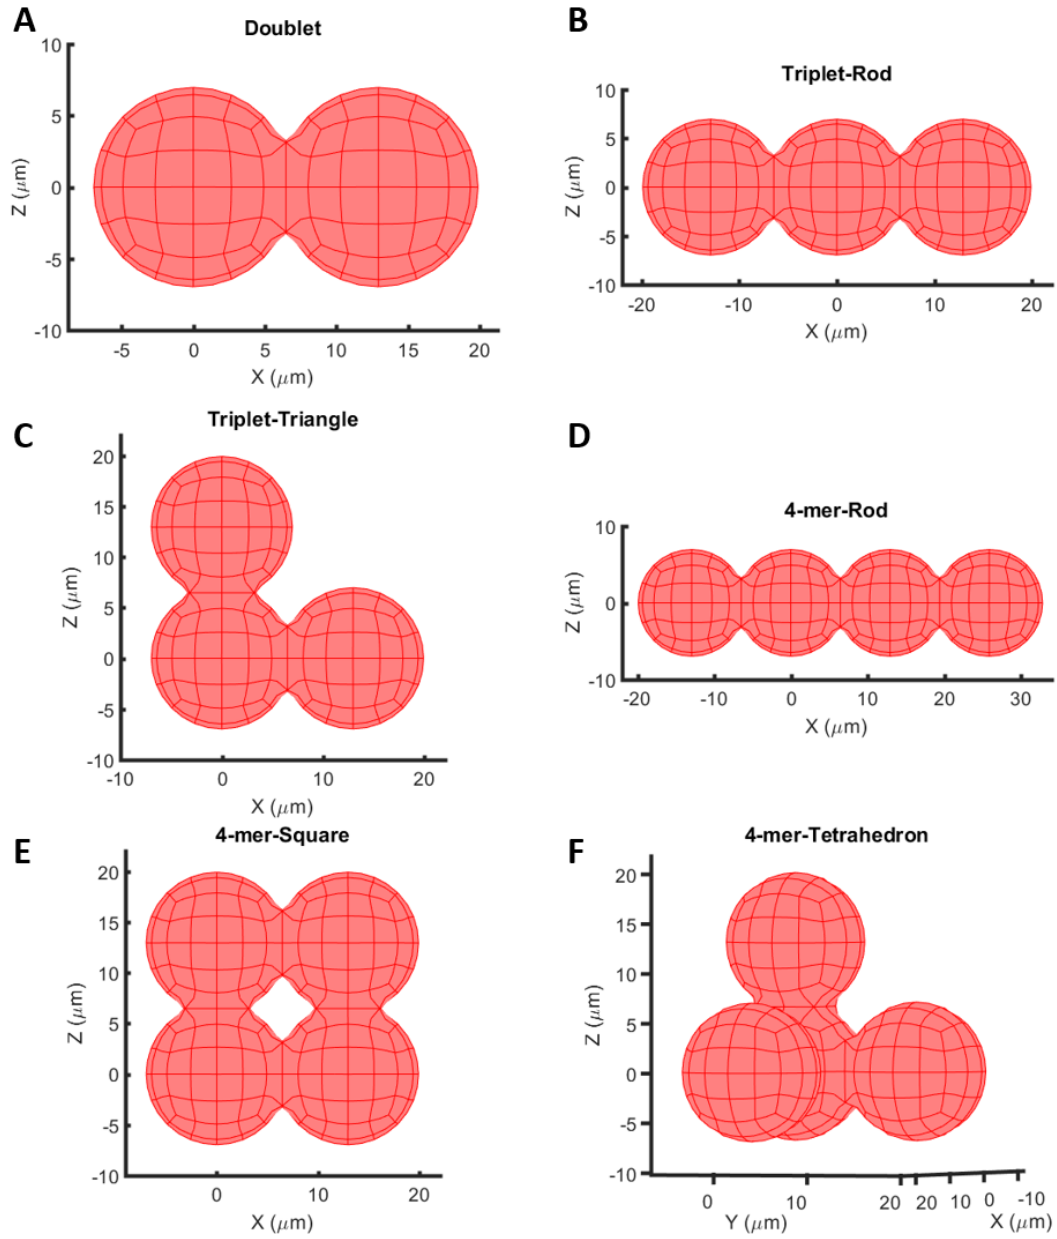 A
Doublet
10
5
0
-5
-10
Z (μm)
-5 0 5 10 15 20
X (μm)
B
Triplet-Rod
10
5
0
-5
-10
Z (μm)
-20 -10 0 10 20
X (μm)
C
Triplet-Triangle
20
15
10
5
0
-5
-10
Z (μm)
-10 0 10 20
X (μm)
D
4-mer-Rod
10
0
-10
Z (μm)
-20 -10 0 10 20 30
X (μm)
E
4-mer-Square
20
15
10
5
0
-5
-10
Z (μm)
0 10 20
X (μm)
F
4-mer-Tetrahedron
20
15
10
5
0
-5
-10
Z (μm)
0 10 20 20 10 0 -10
Y (μm) X (μm)